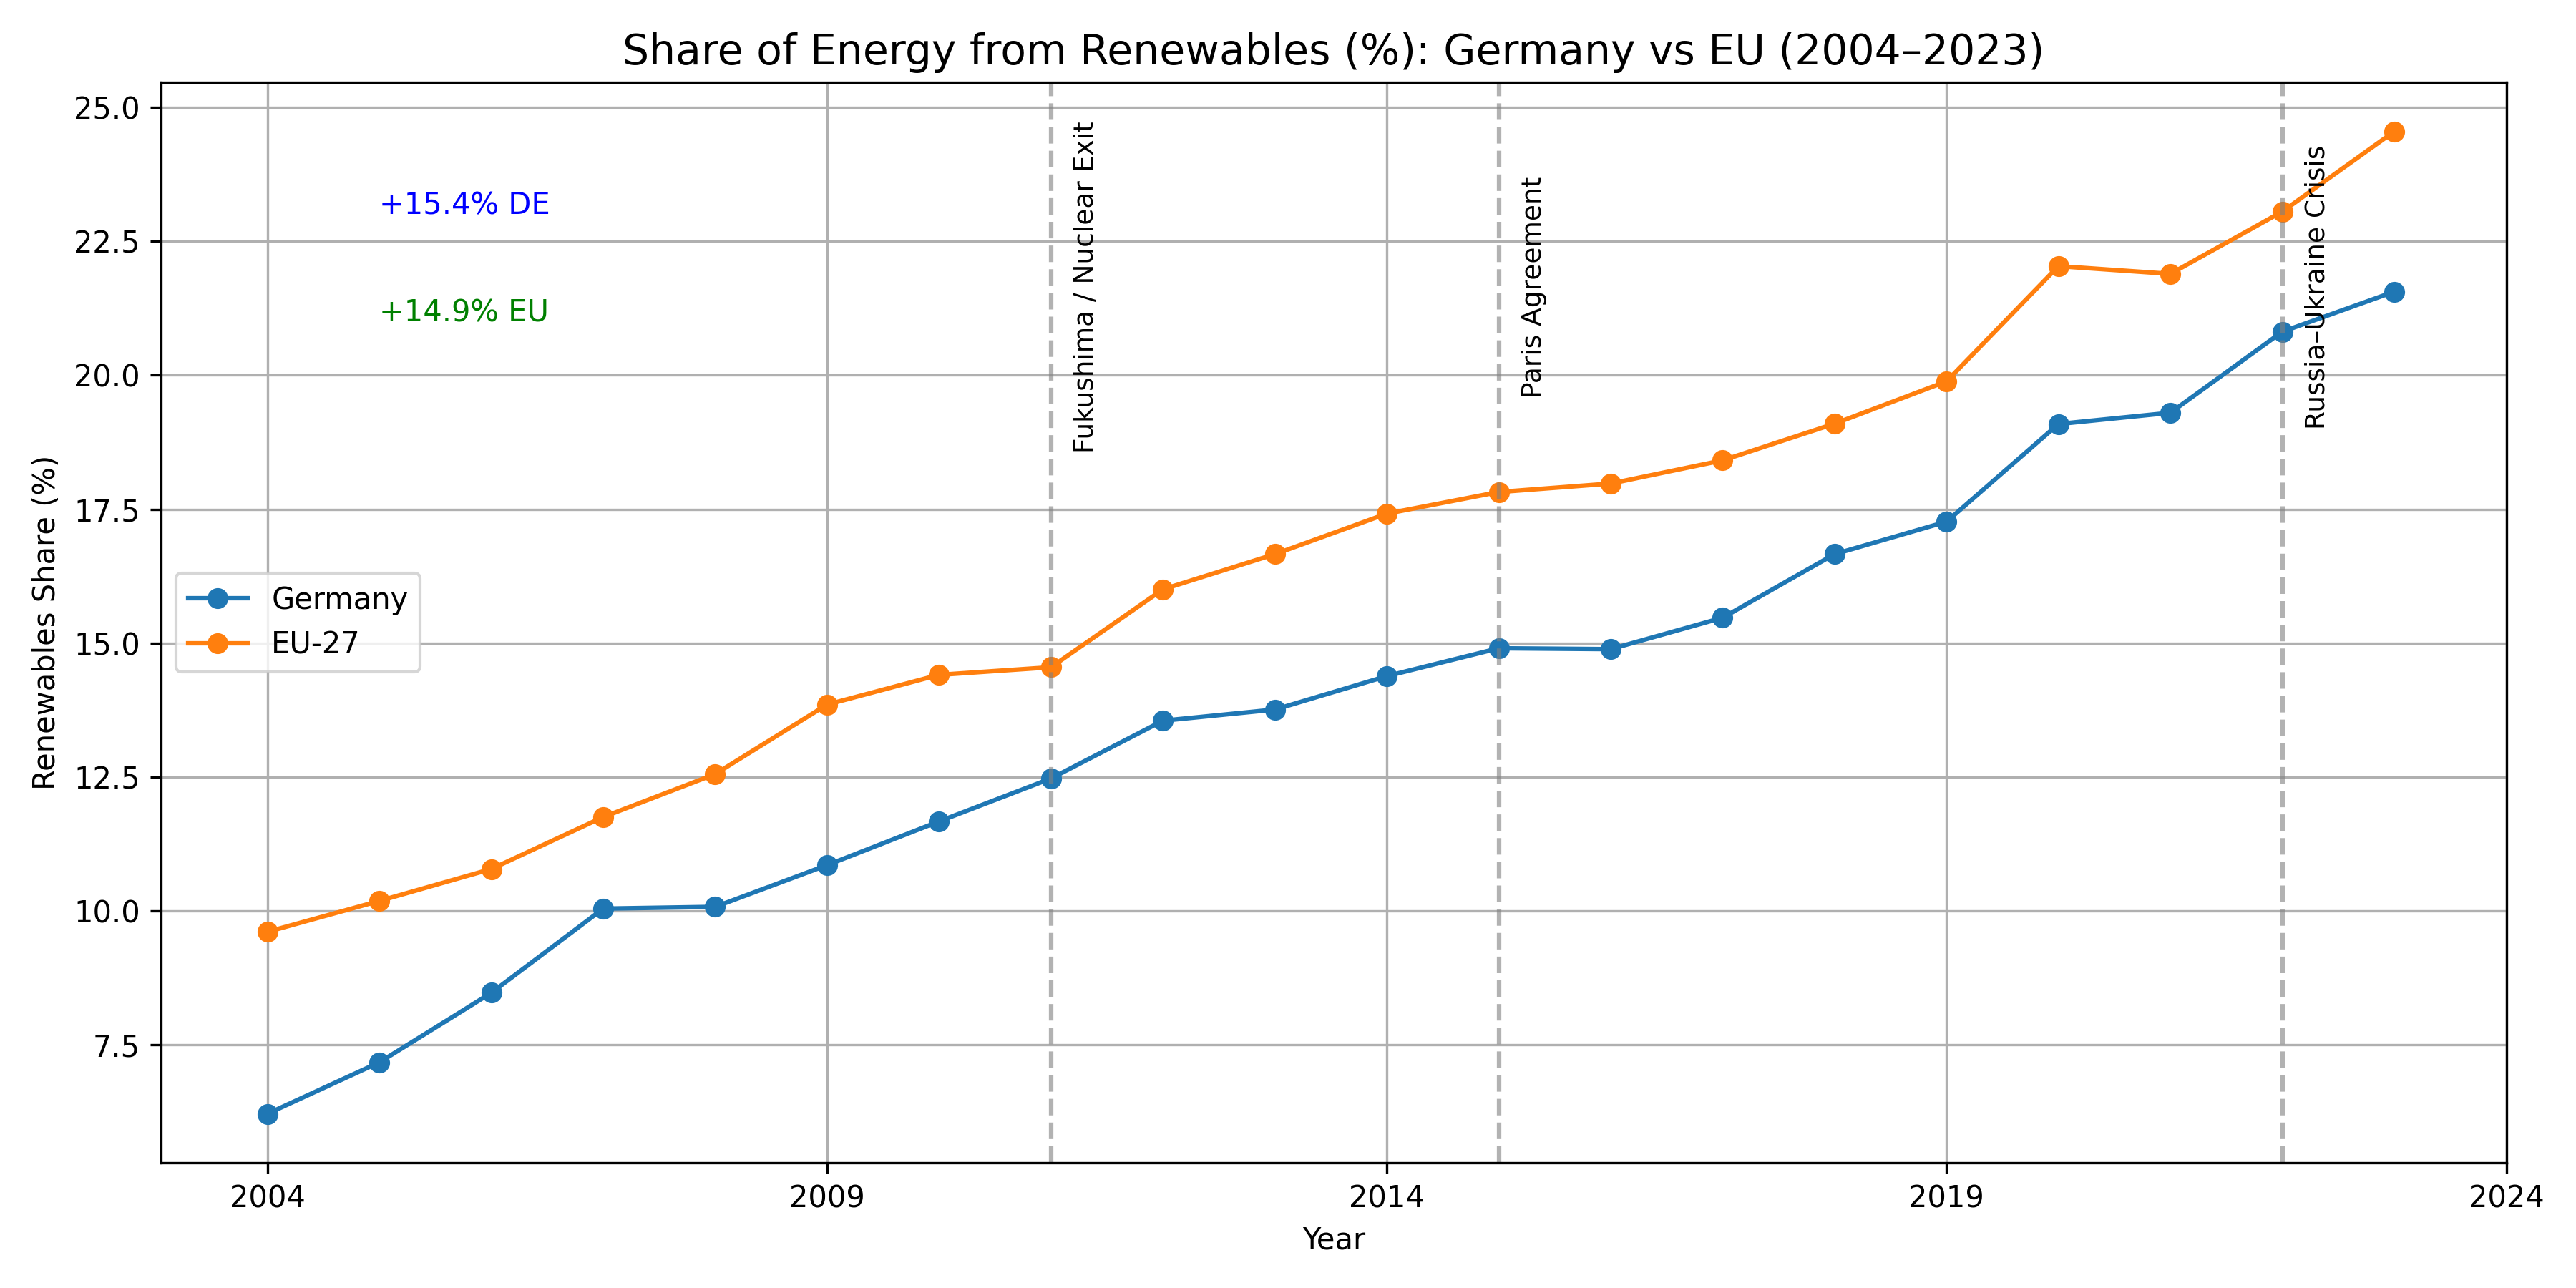 Share of Energy from Renewables (%): Germany vs EU (2004–2023)
25.0
22.5
20.0
17.5
15.0
12.5
10.0
7.5
Renewables Share (%)
+15.4% DE
+14.9% EU
Fukushima / Nuclear Exit
Paris Agreement
Russia–Ukraine Crisis
Germany
EU-27
2004
2009
2014
2019
2024
Year